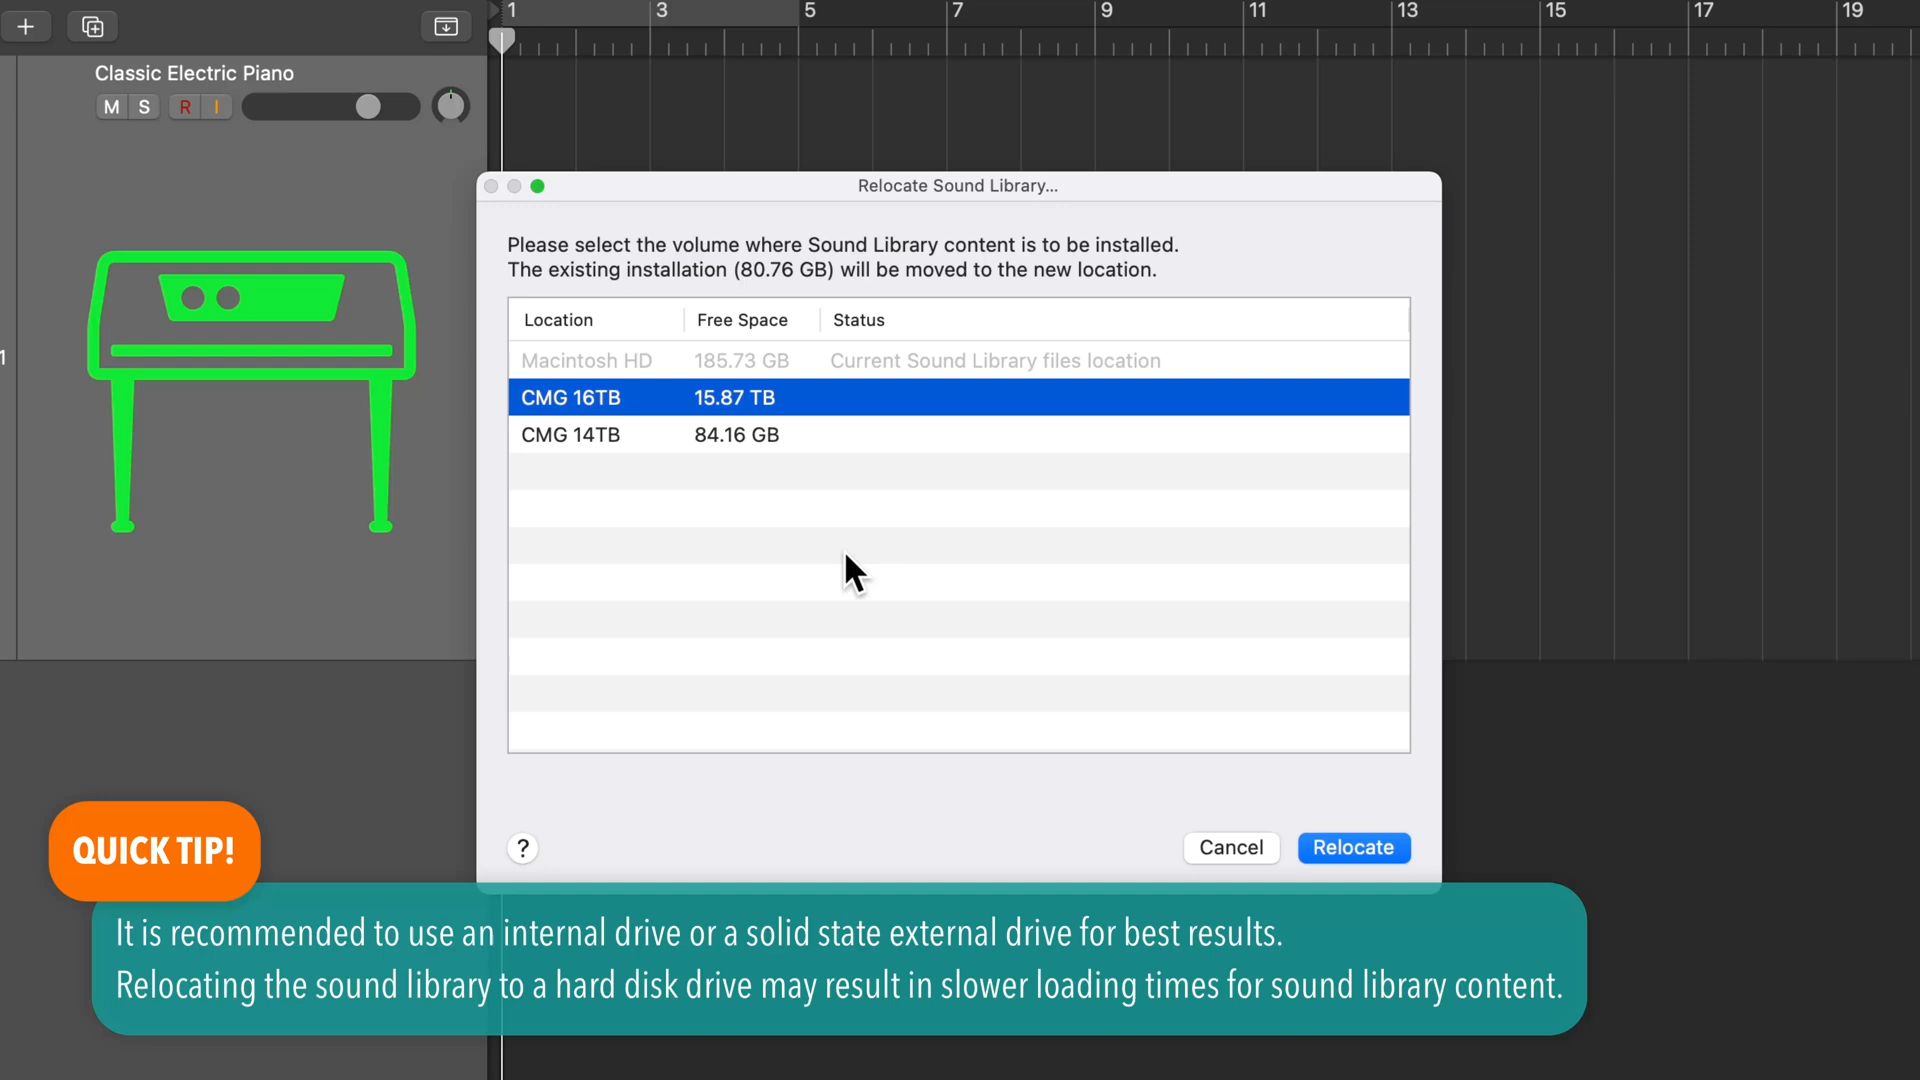 1 3 5 7 9 11 13 15 17 19
Classic Electric Piano
M S R I
1
Relocate Sound Library...
Please select the volume where Sound Library content is to be installed.
The existing installation (80.76 GB) will be moved to the new location.
Location Free Space Status
Macintosh HD 185.73 GB Current Sound Library files location
CMG 16TB 15.87 TB
CMG 14TB 84.16 GB
? Cancel Relocate
QUICK TIP!
It is recommended to use an internal drive or a solid state external drive for best results.
Relocating the sound library to a hard disk drive may result in slower loading times for sound library content.